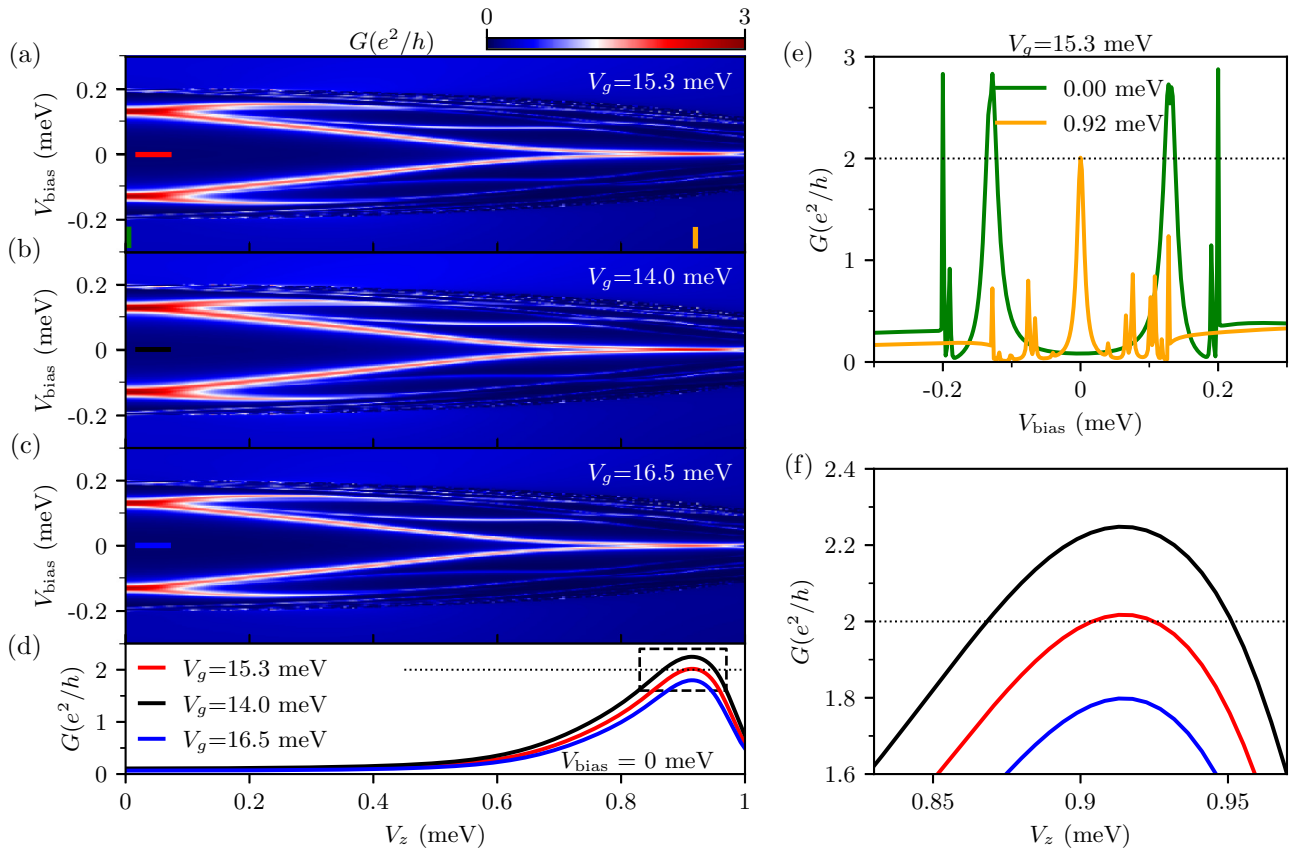 G(e²/h)
0
3
(a)
V_g=15.3 meV
V_bias (meV)
0.2
0
-0.2
(b)
V_g=14.0 meV
V_bias (meV)
0.2
0
-0.2
(c)
V_g=16.5 meV
V_bias (meV)
0.2
0
-0.2
(d)
V_g=15.3 meV
V_g=14.0 meV
V_g=16.5 meV
V_bias = 0 meV
G(e²/h)
2
1
0
0
0.2
0.4
0.6
0.8
1
V_z (meV)
(e)
V_g=15.3 meV
0.00 meV
0.92 meV
G(e²/h)
3
2
1
0
-0.2
0
0.2
V_bias (meV)
(f)
G(e²/h)
2.4
2.2
2
1.8
1.6
0.85
0.9
0.95
V_z (meV)